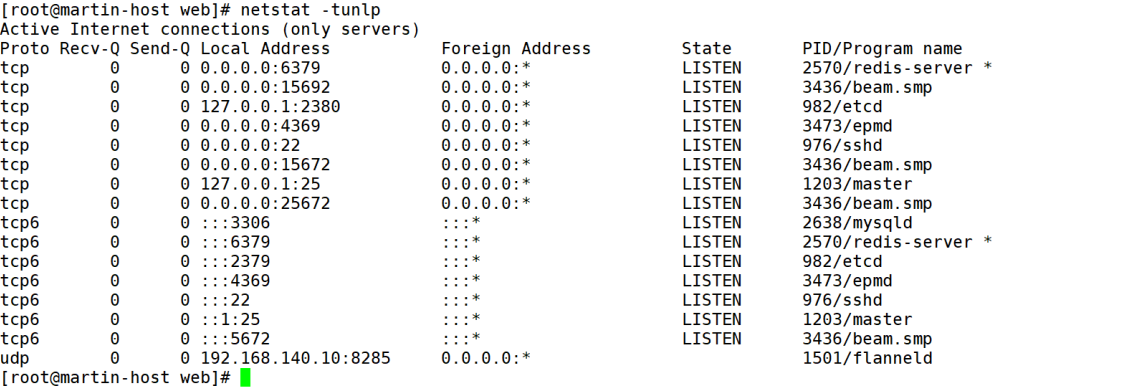 [root@martin-host web]# netstat -tunlp
Active Internet connections (only servers)
Proto Recv-Q Send-Q Local Address           Foreign Address         State       PID/Program name
tcp        0      0 0.0.0.0:6379            0.0.0.0:*               LISTEN      2570/redis-server *
tcp        0      0 0.0.0.0:15692           0.0.0.0:*               LISTEN      3436/beam.smp
tcp        0      0 127.0.0.1:2380          0.0.0.0:*               LISTEN      982/etcd
tcp        0      0 0.0.0.0:4369            0.0.0.0:*               LISTEN      3473/epmd
tcp        0      0 0.0.0.0:22              0.0.0.0:*               LISTEN      976/sshd
tcp        0      0 0.0.0.0:15672           0.0.0.0:*               LISTEN      3436/beam.smp
tcp        0      0 127.0.0.1:25            0.0.0.0:*               LISTEN      1203/master
tcp        0      0 0.0.0.0:25672           0.0.0.0:*               LISTEN      3436/beam.smp
tcp6       0      0 :::3306                 :::*                    LISTEN      2638/mysqld
tcp6       0      0 :::6379                 :::*                    LISTEN      2570/redis-server *
tcp6       0      0 :::2379                 :::*                    LISTEN      982/etcd
tcp6       0      0 :::4369                 :::*                    LISTEN      3473/epmd
tcp6       0      0 :::22                   :::*                    LISTEN      976/sshd
tcp6       0      0 ::1:25                  :::*                    LISTEN      1203/master
tcp6       0      0 :::5672                 :::*                    LISTEN      3436/beam.smp
udp        0      0 192.168.140.10:8285     0.0.0.0:*                           1501/flanneld
[root@martin-host web]#